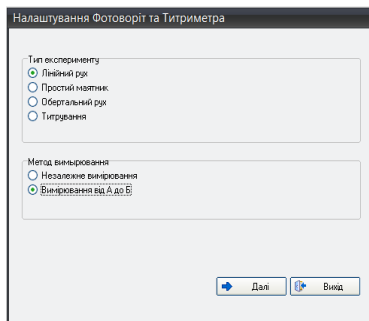 Налаштування Фотоворіт та Титриметра
Тип експерименту
Лінійний рух
Простий маятник
Обертальний рух
Титрування
Метод вимырювання
Незалежне вимірювання
Вимірювання від А до Б
Далі
Вихід